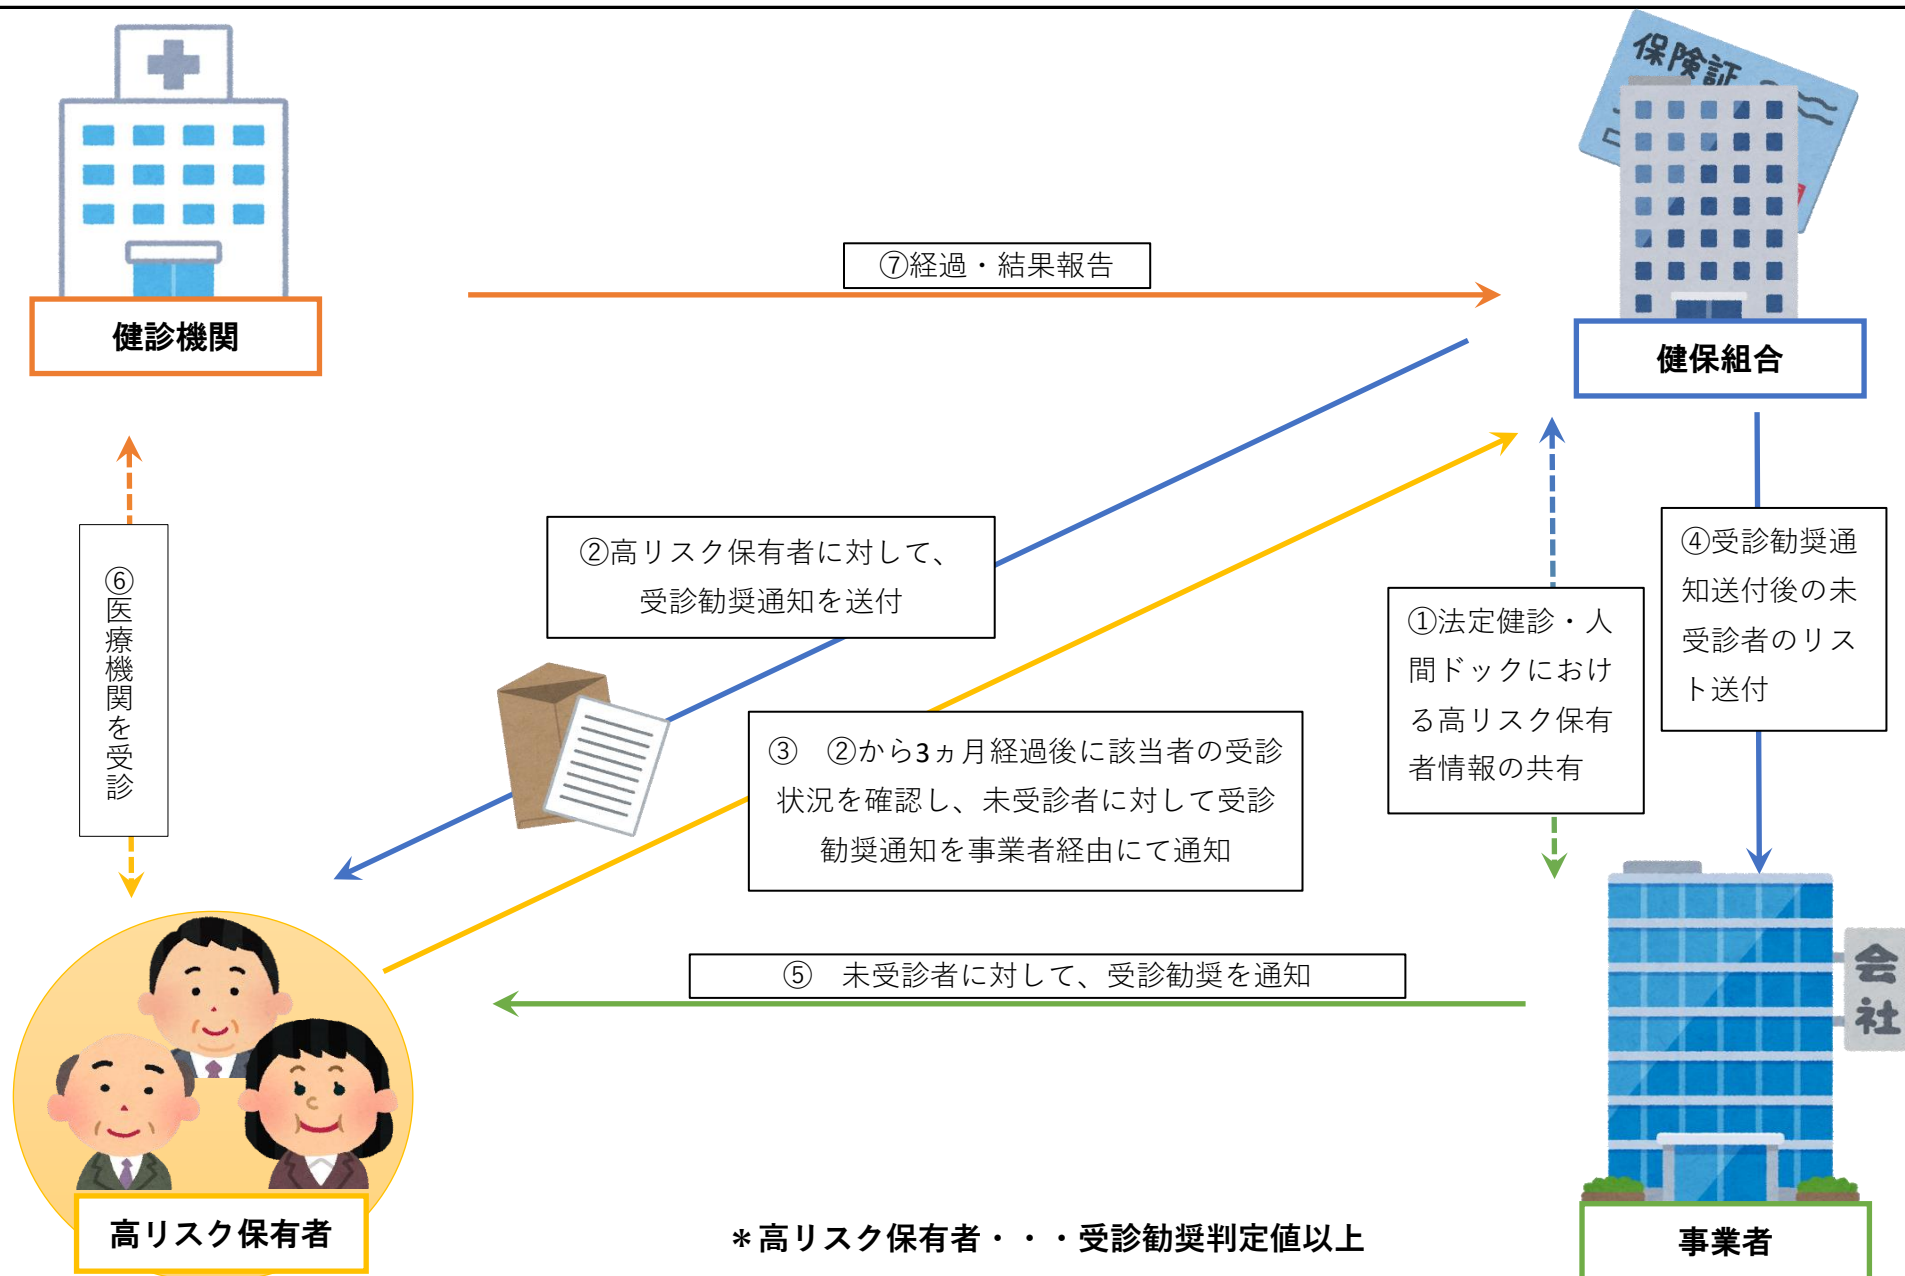 保険証
⑦経過・結果報告
健診機関
健保組合
②高リスク保有者に対して、
受診勧奨通知を送付
④受診勧奨通
知送付後の未
受診者のリス
ト送付
⑥医療機関を受診
①法定健診・人
間ドックにおけ
る高リスク保有
者情報の共有
③　②から3ヵ月経過後に該当者の受診
状況を確認し、未受診者に対して受診
勧奨通知を事業者経由にて通知
⑤　未受診者に対して、受診勧奨を通知
会社
高リスク保有者
＊高リスク保有者・・・受診勧奨判定値以上
事業者